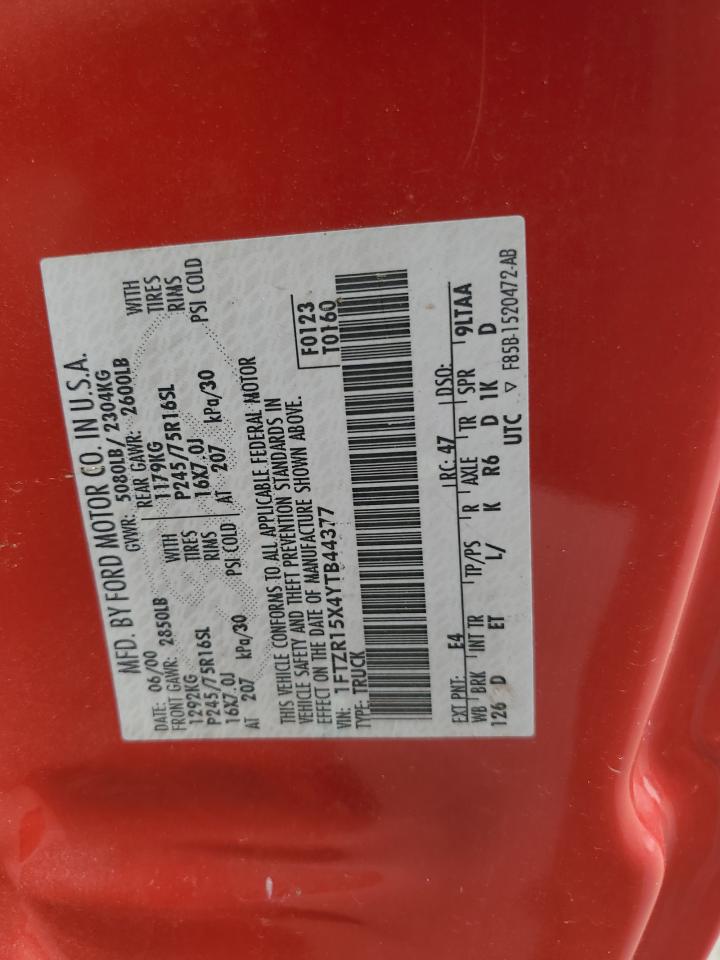 MFD. BY FORD MOTOR CO. IN U.S.A.
DATE: 06/00 GVWR: 5080LB/ 2304KG
FRONT GAWR: 2850LB REAR GAWR: 2600LB
1292KG WITH 1179KG WITH
P245/75R16SL TIRES P245/75R16SL TIRES
16X7.0J RIMS 16X7.0J RIMS
AT 207 kPa/30 PSI COLD AT 207 kPa/30 PSI COLD
THIS VEHICLE CONFORMS TO ALL APPLICABLE FEDERAL MOTOR
VEHICLE SAFETY AND THEFT PREVENTION STANDARDS IN
EFFECT ON THE DATE OF MANUFACTURE SHOWN ABOVE.
VIN: 1FTZR15X4YTB44377 F0123
TYPE: TRUCK T0160
EXT PNT: E4 RC: 47 DSO: 9LTAA
WB BRK INT TR TP/PS R AXLE TR SPR
126 D ET L/ K R6 D 1K D
UTC ▽ F85B-1520472-AB